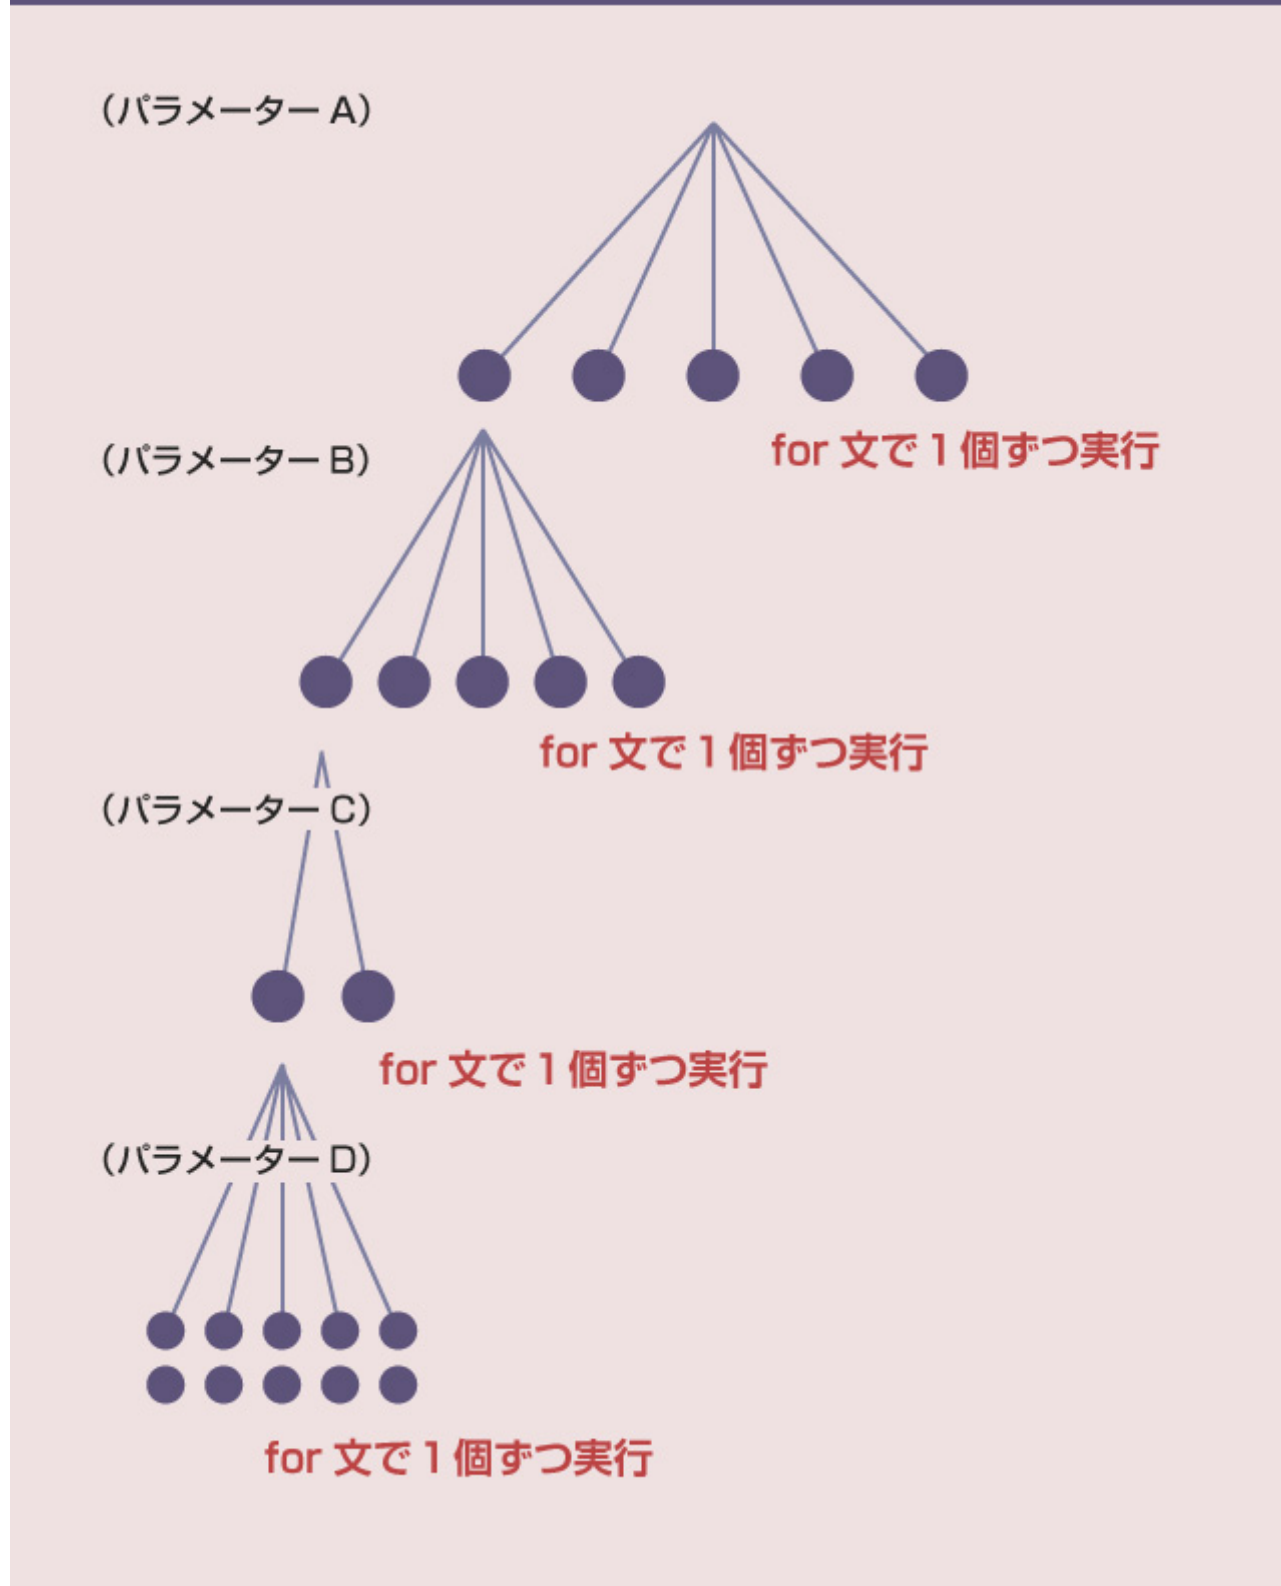 （パラメーター A）
for 文で 1 個ずつ実行
（パラメーター B）
for 文で 1 個ずつ実行
（パラメーター C）
for 文で 1 個ずつ実行
（パラメーター D）
for 文で 1 個ずつ実行